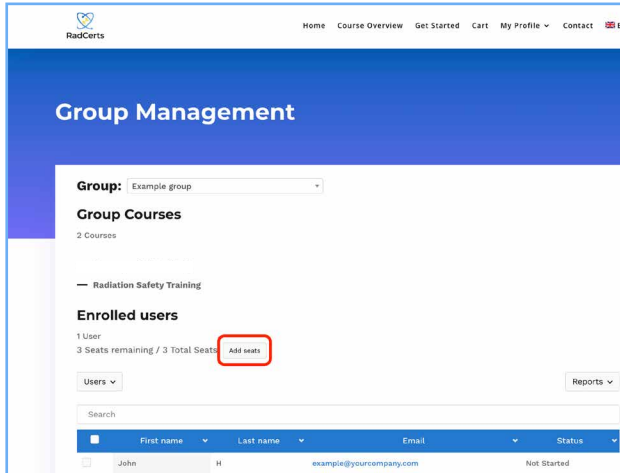 RadCerts
Home Course Overview Get Started Cart My Profile Contact
Group Management
Group: Example group
Group Courses
2 Courses
— Radiation Safety Training
Enrolled users
1 User
3 Seats remaining / 3 Total Seats Add seats
Users Reports
Search
First name Last name Email Status
John H example@yourcompany.com Not Started